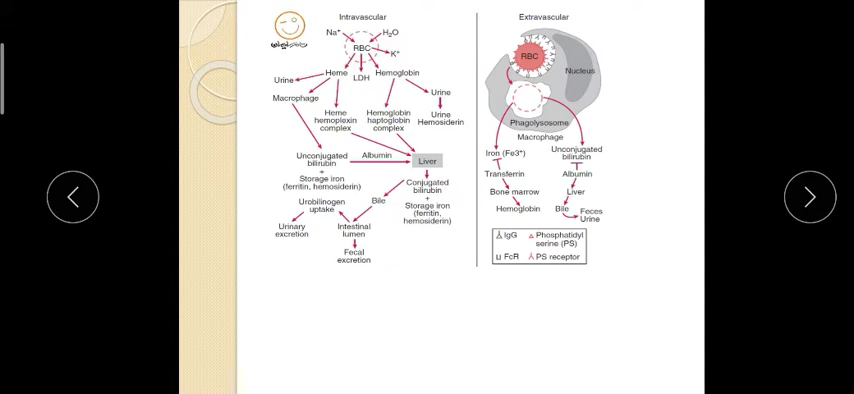 Intravascular
Na⁺
H₂O
RBC
K⁺
Heme
LDH
Hemoglobin
Urine
Macrophage
Urine
Urine
Hemosiderin
Heme
hemoplexin
complex
Hemoglobin
haptoglobin
complex
Unconjugated
bilirubin
+
Storage iron
(ferritin, hemosiderin)
Albumin
Liver
Conjugated
bilirubin
+
Storage iron
(ferritin,
hemosiderin)
Bile
Urobilinogen
uptake
Urinary
excretion
Intestinal
lumen
Fecal
excretion
Extravascular
RBC
Nucleus
Phagolysosome
Macrophage
Iron (Fe3⁺)
Transferrin
Bone marrow
Hemoglobin
Unconjugated
bilirubin
Albumin
Liver
Bile
Feces
Urine
IgG
Phosphatidyl
serine (PS)
FcR
PS receptor